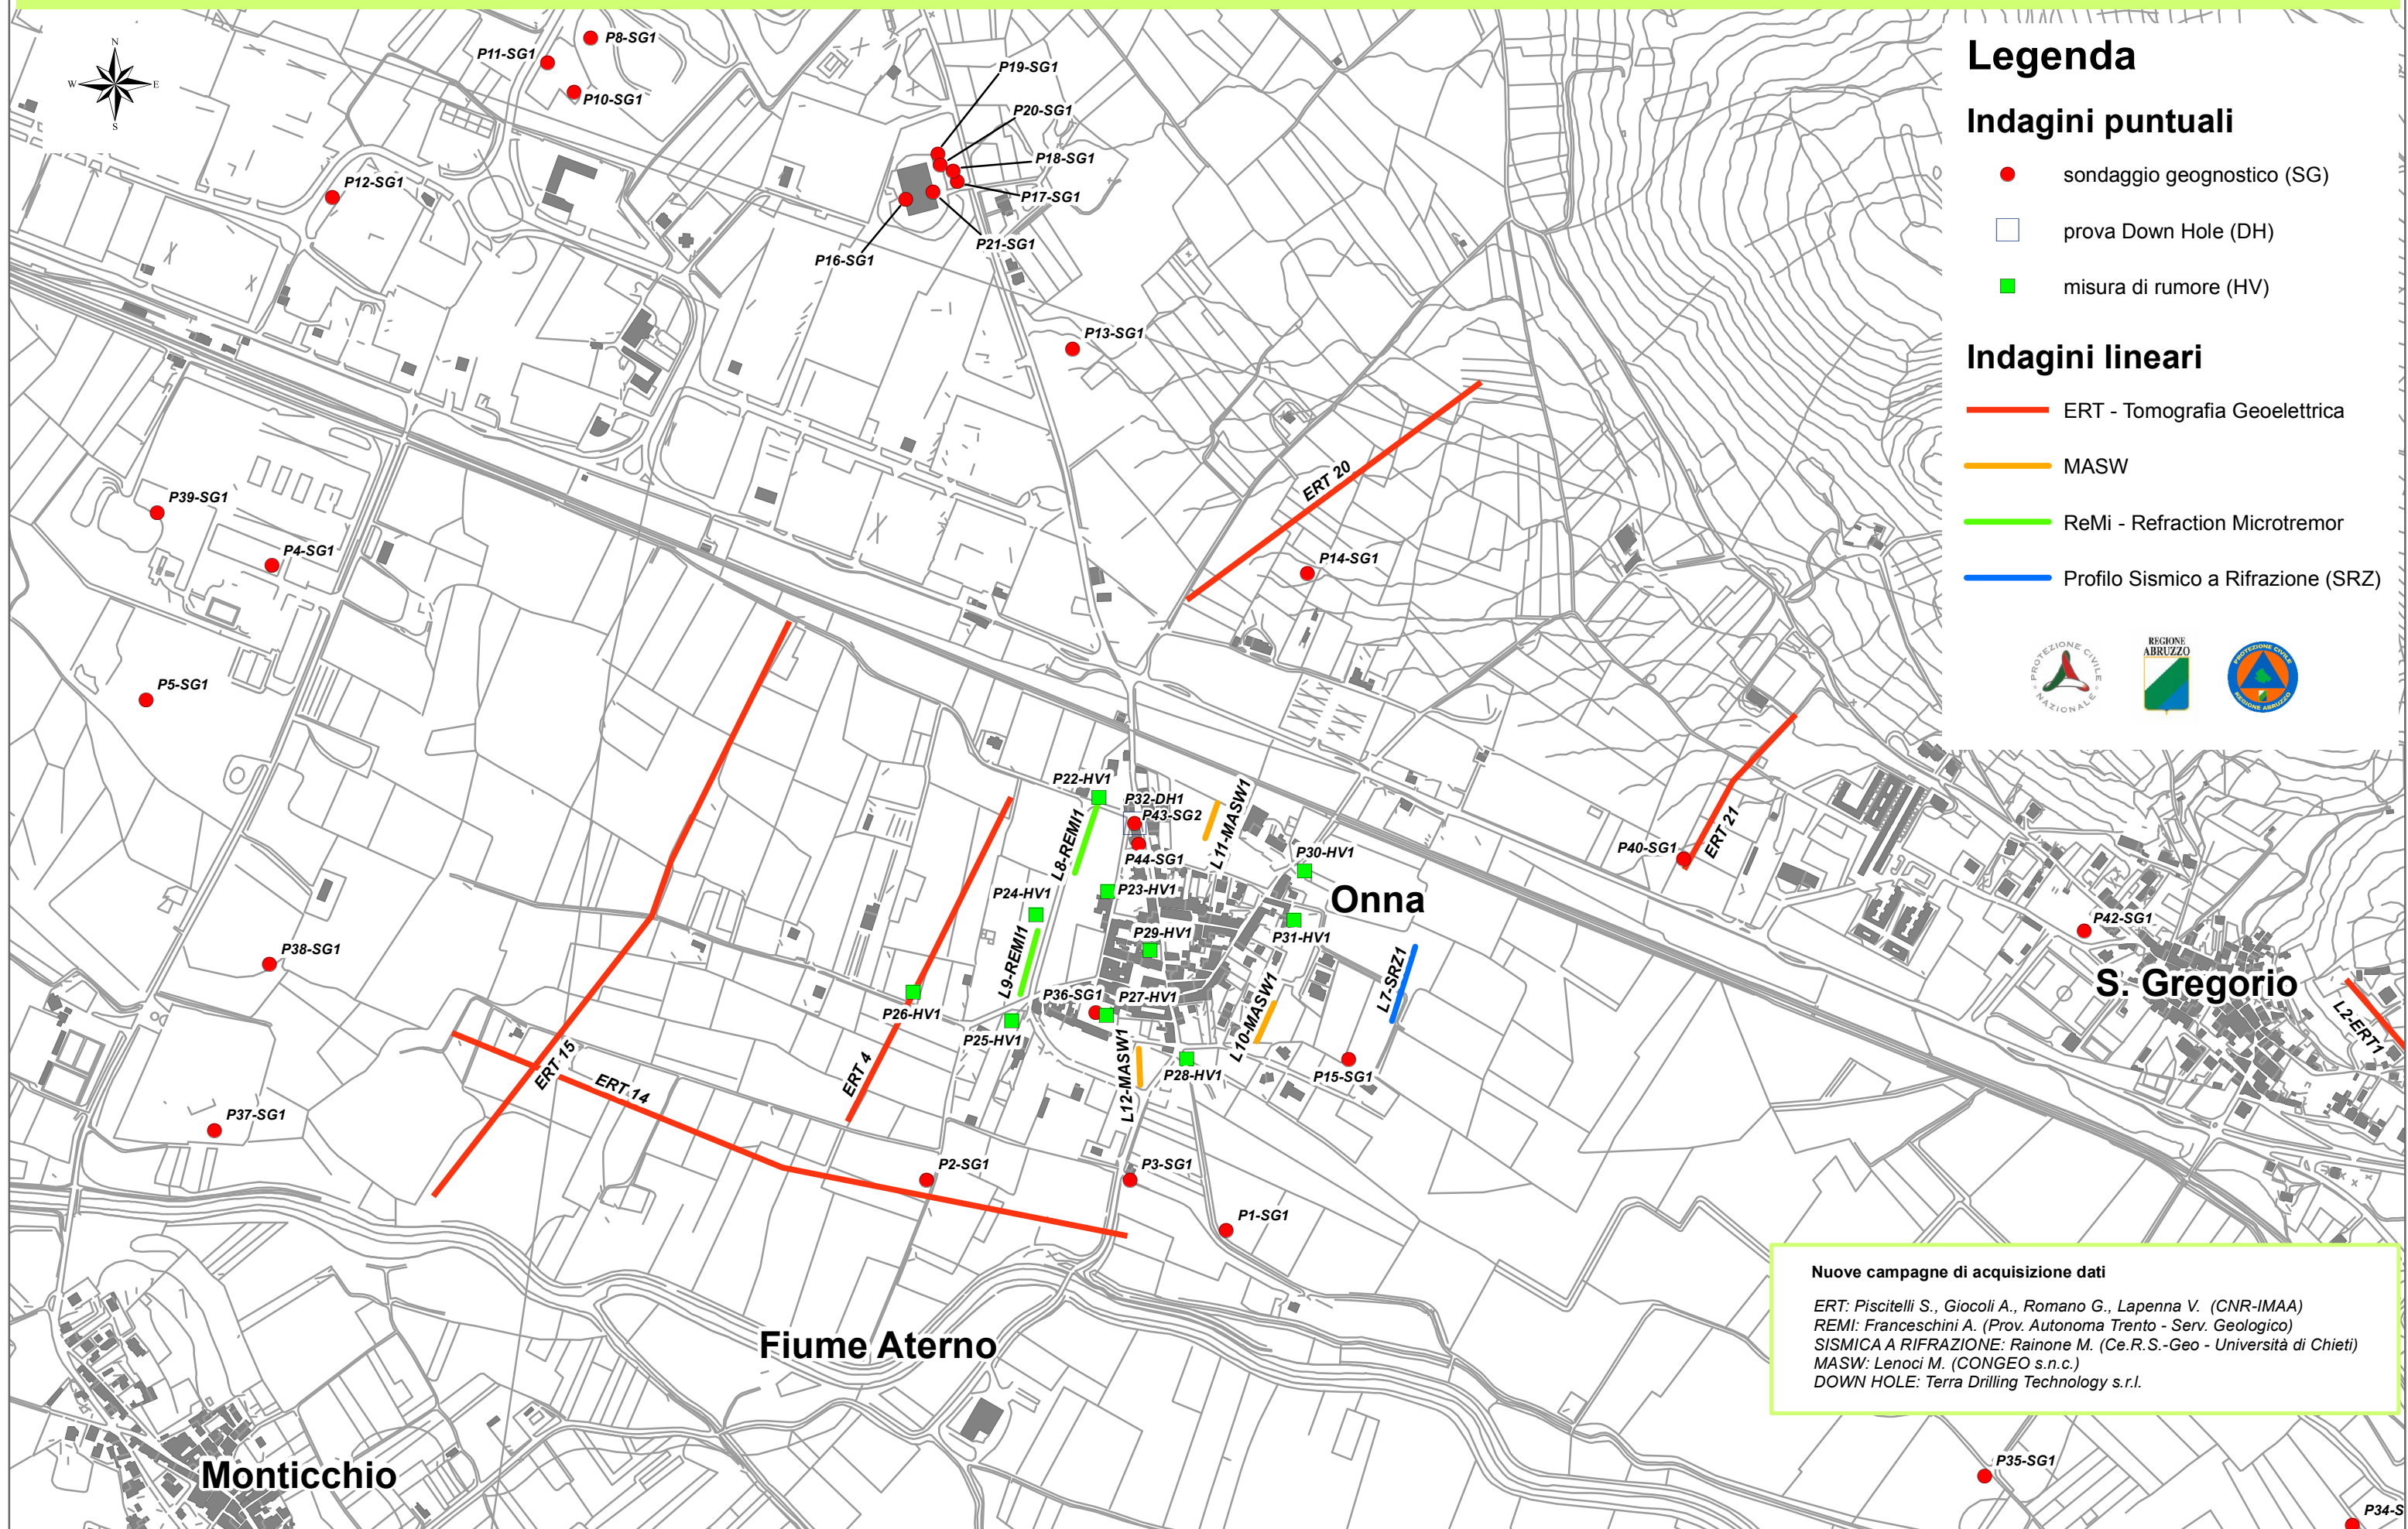 N
W
E
S
P8-SG1
P11-SG1
P10-SG1
P19-SG1
P20-SG1
P18-SG1
P17-SG1
P12-SG1
P21-SG1
P16-SG1
P13-SG1
ERT 20
P39-SG1
P4-SG1
P14-SG1
P5-SG1
P22-HV1
P32-DH1
P43-SG2
L8-REMI1
L11-MASW1
P44-SG1
P30-HV1
P40-SG1
ERT 21
P24-HV1
P23-HV1
Onna
P42-SG1
P29-HV1
P31-HV1
P38-SG1
L9-REMI1
L7-SRZ1
S. Gregorio
P36-SG1
P27-HV1
P26-HV1
L10-MASW1
L2-ERT1
P25-HV1
ERT 15
ERT 4
L12-MASW1
P28-HV1
P15-SG1
ERT 14
P37-SG1
P2-SG1
P3-SG1
P1-SG1
Fiume Aterno
Monticchio
P35-SG1
P34-S
Legenda
Indagini puntuali
sondaggio geognostico (SG)
prova Down Hole (DH)
misura di rumore (HV)
Indagini lineari
ERT - Tomografia Geoelettrica
MASW
ReMi - Refraction Microtremor
Profilo Sismico a Rifrazione (SRZ)
PROTEZIONE CIVILE
NAZIONALE
REGIONE
ABRUZZO
PROTEZIONE CIVILE
REGIONE ABRUZZO
Nuove campagne di acquisizione dati
ERT: Piscitelli S., Giocoli A., Romano G., Lapenna V. (CNR-IMAA)
REMI: Franceschini A. (Prov. Autonoma Trento - Serv. Geologico)
SISMICA A RIFRAZIONE: Rainone M. (Ce.R.S.-Geo - Università di Chieti)
MASW: Lenoci M. (CONGEO s.n.c.)
DOWN HOLE: Terra Drilling Technology s.r.l.